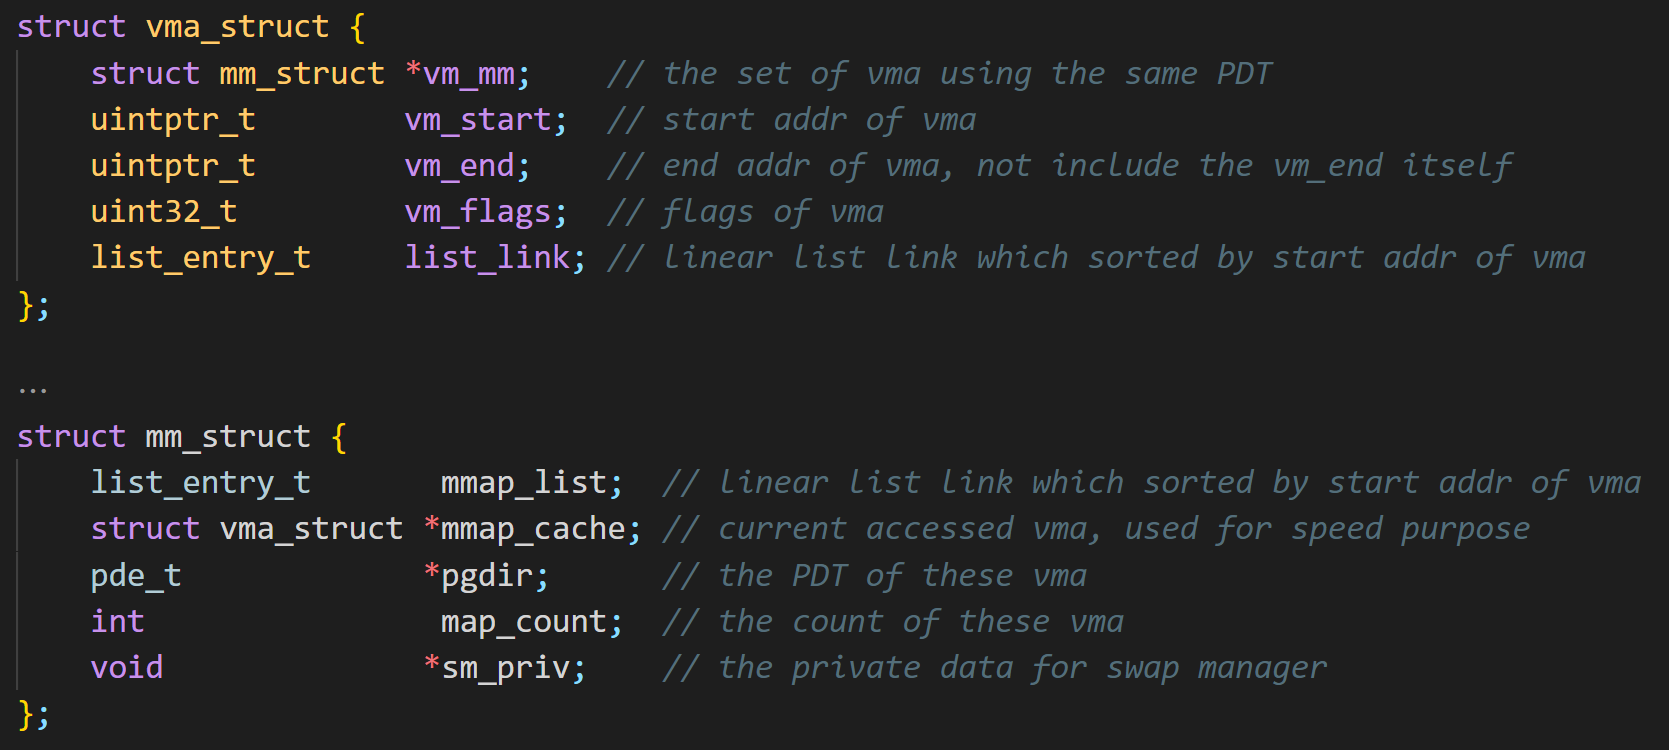 struct vma_struct {
    struct mm_struct *vm_mm;    // the set of vma using the same PDT
    uintptr_t        vm_start;  // start addr of vma
    uintptr_t        vm_end;    // end addr of vma, not include the vm_end itself
    uint32_t         vm_flags;  // flags of vma
    list_entry_t     list_link; // linear list link which sorted by start addr of vma
};
...
struct mm_struct {
    list_entry_t       mmap_list;  // linear list link which sorted by start addr of vma
    struct vma_struct *mmap_cache; // current accessed vma, used for speed purpose
    pde_t             *pgdir;      // the PDT of these vma
    int                map_count;  // the count of these vma
    void              *sm_priv;    // the private data for swap manager
};